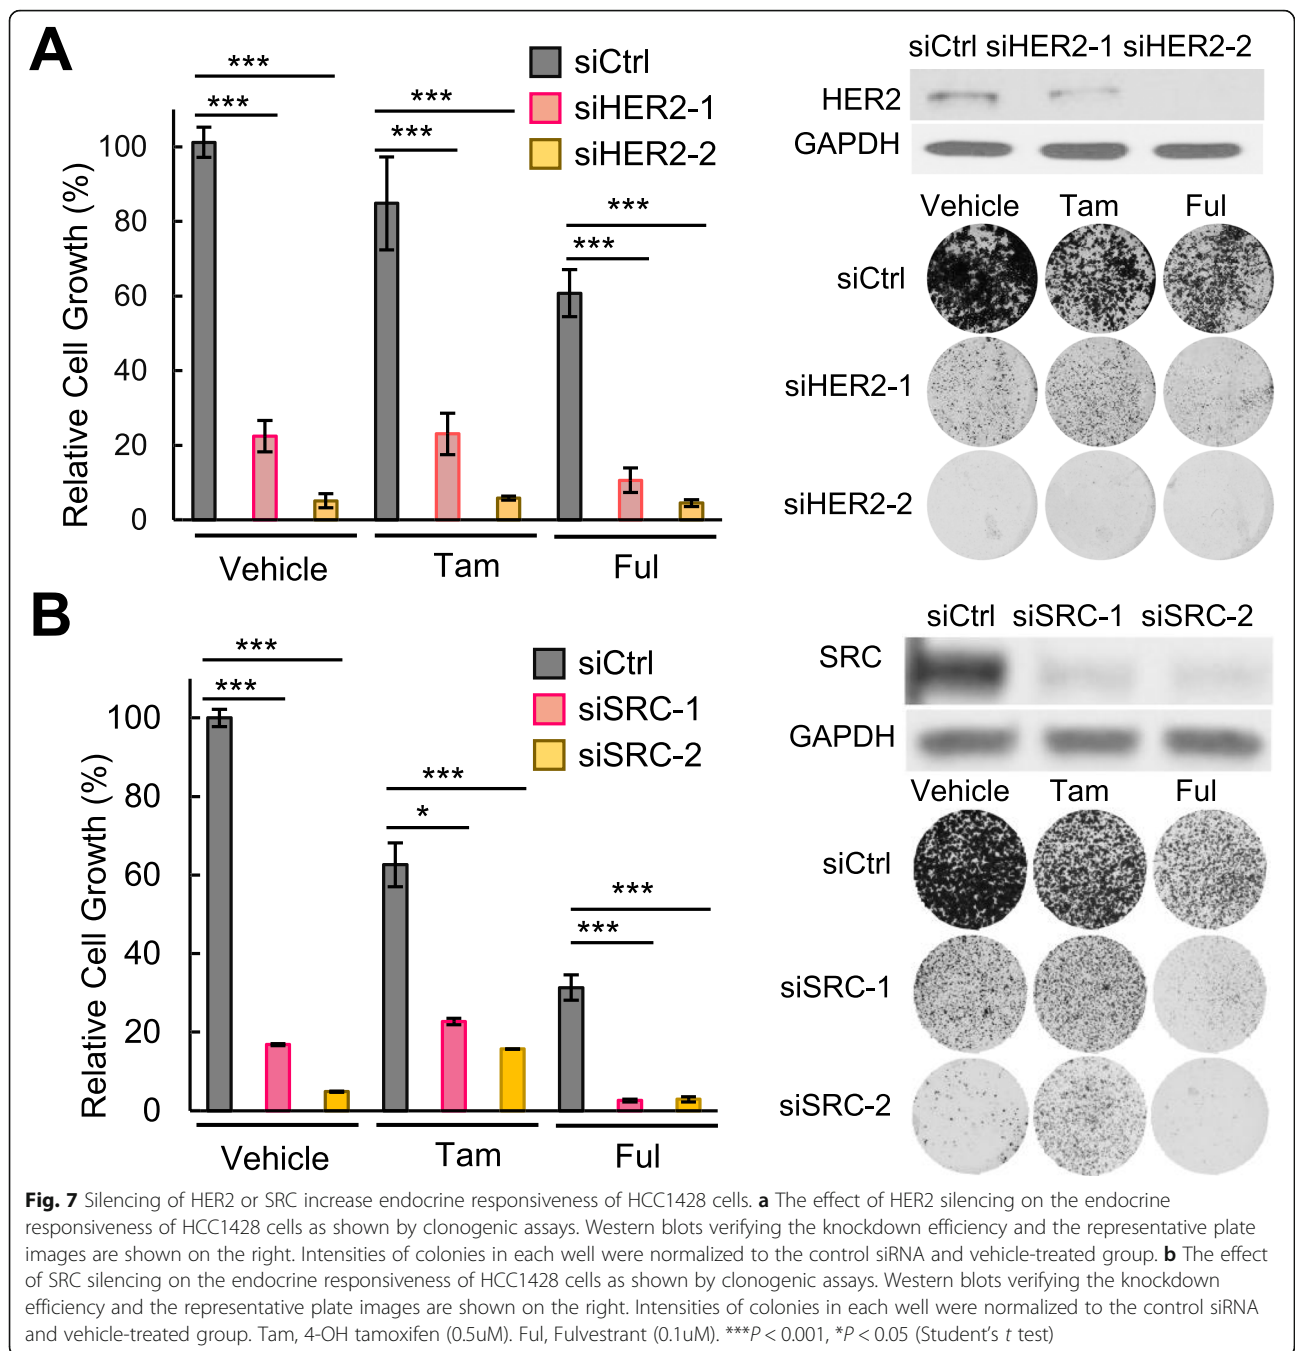 A
siCtrl
siHER2-1
siHER2-2
***
***
***
***
***
***
Relative Cell Growth (%)
100
80
60
40
20
0
Vehicle
Tam
Ful
siCtrl siHER2-1 siHER2-2
HER2
GAPDH
Vehicle Tam Ful
siCtrl
siHER2-1
siHER2-2
B
siCtrl
siSRC-1
siSRC-2
***
***
***
*
***
***
Relative Cell Growth (%)
100
80
60
40
20
0
Vehicle
Tam
Ful
siCtrl siSRC-1 siSRC-2
SRC
GAPDH
Vehicle Tam Ful
siCtrl
siSRC-1
siSRC-2
Fig. 7 Silencing of HER2 or SRC increase endocrine responsiveness of HCC1428 cells. a The effect of HER2 silencing on the endocrine
responsiveness of HCC1428 cells as shown by clonogenic assays. Western blots verifying the knockdown efficiency and the representative plate
images are shown on the right. Intensities of colonies in each well were normalized to the control siRNA and vehicle-treated group. b The effect
of SRC silencing on the endocrine responsiveness of HCC1428 cells as shown by clonogenic assays. Western blots verifying the knockdown
efficiency and the representative plate images are shown on the right. Intensities of colonies in each well were normalized to the control siRNA
and vehicle-treated group. Tam, 4-OH tamoxifen (0.5uM). Ful, Fulvestrant (0.1uM). ***P < 0.001, *P < 0.05 (Student's t test)